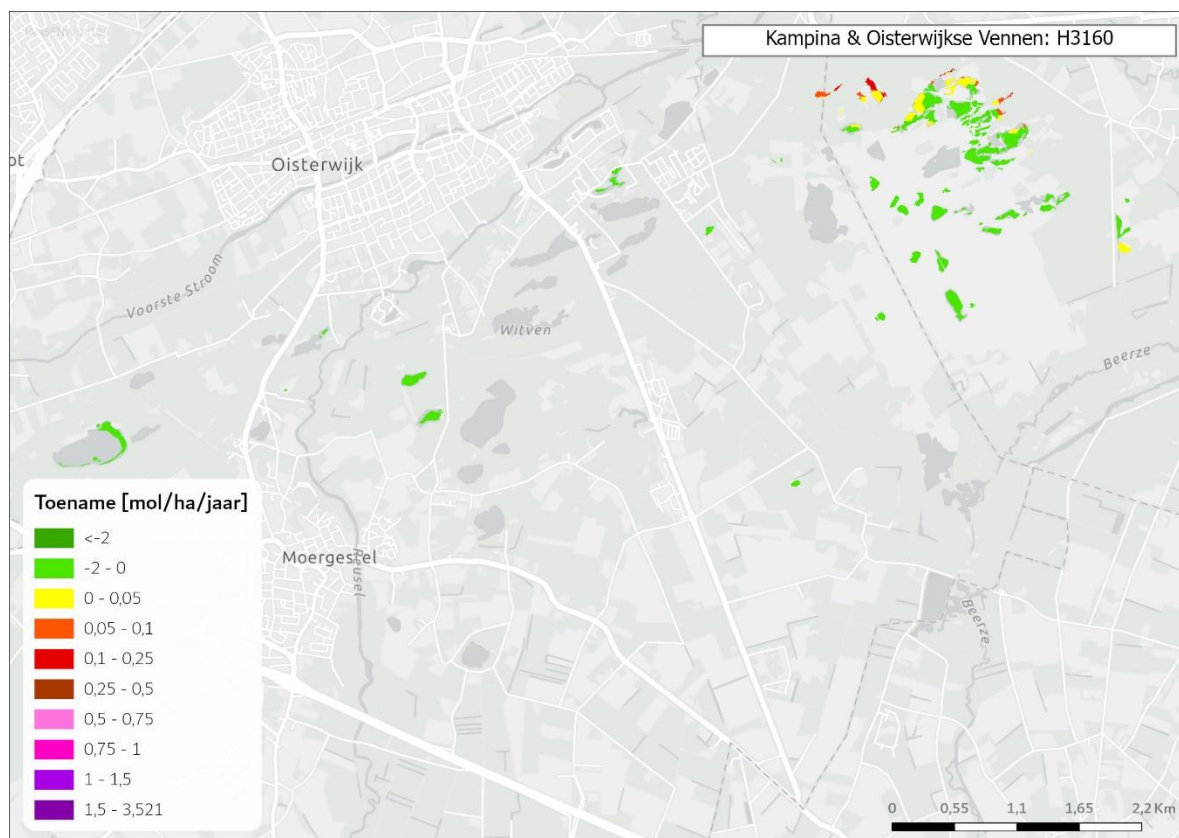 Kampina & Oisterwijkse Vennen: H3160
ot
Oisterwijk
Voorste Stroom
Witven
Beerze
Toename [mol/ha/jaar]
<-2
-2 - 0
0 - 0,05
0,05 - 0,1
0,1 - 0,25
0,25 - 0,5
0,5 - 0,75
0,75 - 1
1 - 1,5
1,5 - 3,521
Moergestel
Reusel
Beerze
0 0,55 1,1 1,65 2,2 Km